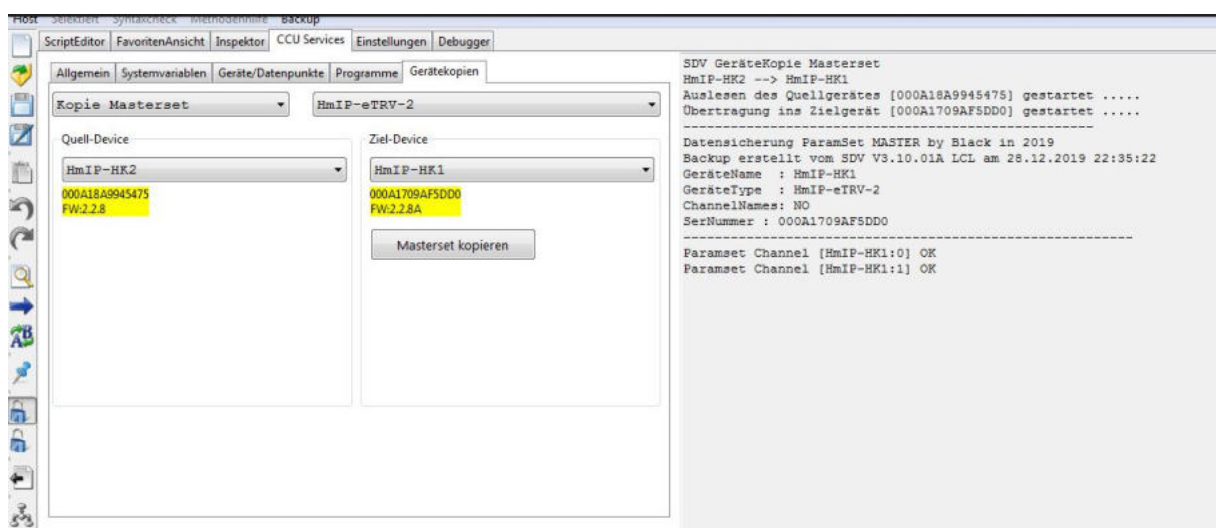 Host Selektiert Syntaxcheck Methodenhilfe Backup
ScriptEditor FavoritenAnsicht Inspektor CCU Services Einstellungen Debugger
Allgemein Systemvariablen Geräte/Datenpunkte Programme Gerätekopien
Kopie Masterset HmIP-eTRV-2
Quell-Device
HmIP-HK2
000A18A9945475
FW:2.2.8
Ziel-Device
HmIP-HK1
000A1709AF5DD0
FW:2.2.8A
Masterset kopieren
SDV GeräteKopie Masterset
HmIP-HK2 --> HmIP-HK1
Auslesen des Quellgerätes [000A18A9945475] gestartet .....
Übertragung ins Zielgerät [000A1709AF5DD0] gestartet .....
----------------------------------------------------
Datensicherung ParamSet MASTER by Black in 2019
Backup erstellt vom SDV V3.10.01A LCL am 28.12.2019 22:35:22
GeräteName : HmIP-HK1
GeräteType : HmIP-eTRV-2
ChannelNames: NO
SerNummer : 000A1709AF5DD0
---------------------------------------------------------
Paramset Channel [HmIP-HK1:0] OK
Paramset Channel [HmIP-HK1:1] OK